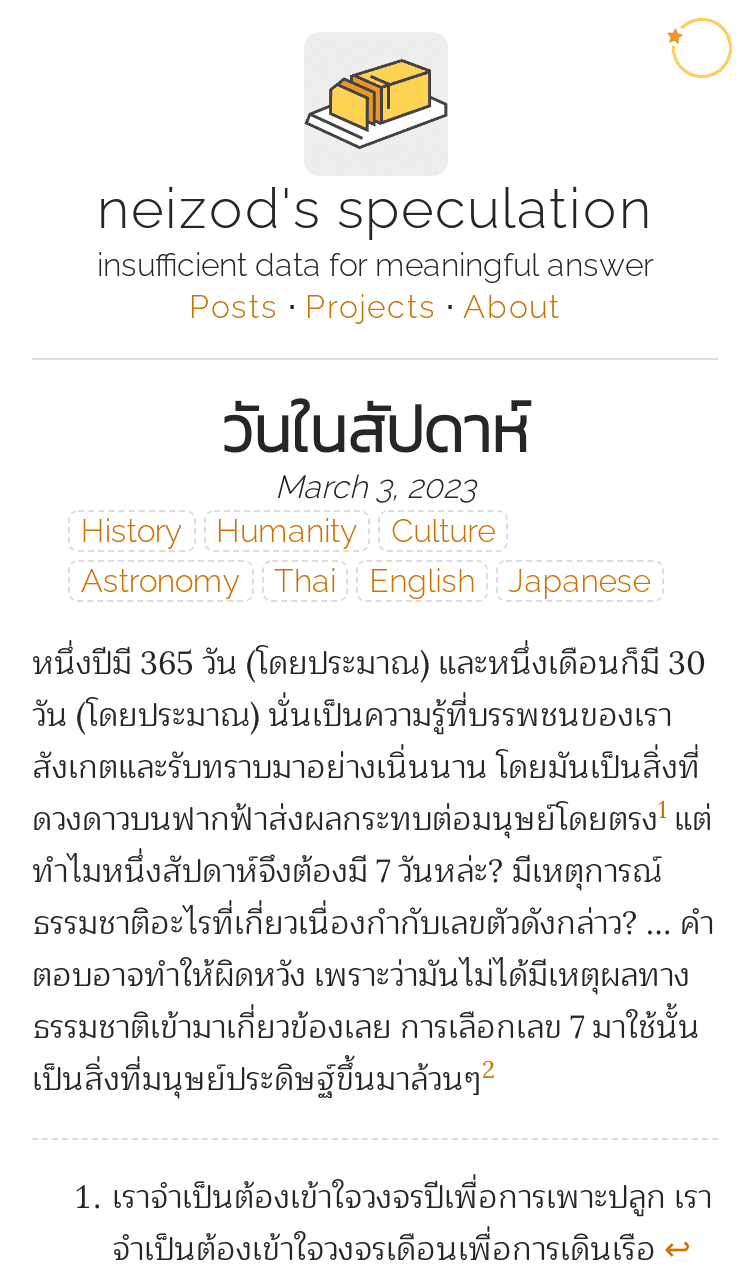 neizod's speculation
insufficient data for meaningful answer
Posts · Projects · About
วันในสัปดาห์
March 3, 2023
History Humanity Culture
Astronomy Thai English Japanese
หนึ่งปีมี 365 วัน (โดยประมาณ) และหนึ่งเดือนก็มี 30
วัน (โดยประมาณ) นั่นเป็นความรู้ที่บรรพชนของเรา
สังเกตและรับทราบมาอย่างเนิ่นนาน โดยมันเป็นสิ่งที่
ดวงดาวบนฟากฟ้าส่งผลกระทบต่อมนุษย์โดยตรง1 แต่
ทำไมหนึ่งสัปดาห์จึงต้องมี 7 วันหล่ะ? มีเหตุการณ์
ธรรมชาติอะไรที่เกี่ยวเนื่องกำกับเลขตัวดังกล่าว? ... คำ
ตอบอาจทำให้ผิดหวัง เพราะว่ามันไม่ได้มีเหตุผลทาง
ธรรมชาติเข้ามาเกี่ยวข้องเลย การเลือกเลข 7 มาใช้นั้น
เป็นสิ่งที่มนุษย์ประดิษฐ์ขึ้นมาล้วนๆ2
1. เราจำเป็นต้องเข้าใจวงจรปีเพื่อการเพาะปลูก เรา
จำเป็นต้องเข้าใจวงจรเดือนเพื่อการเดินเรือ ↩